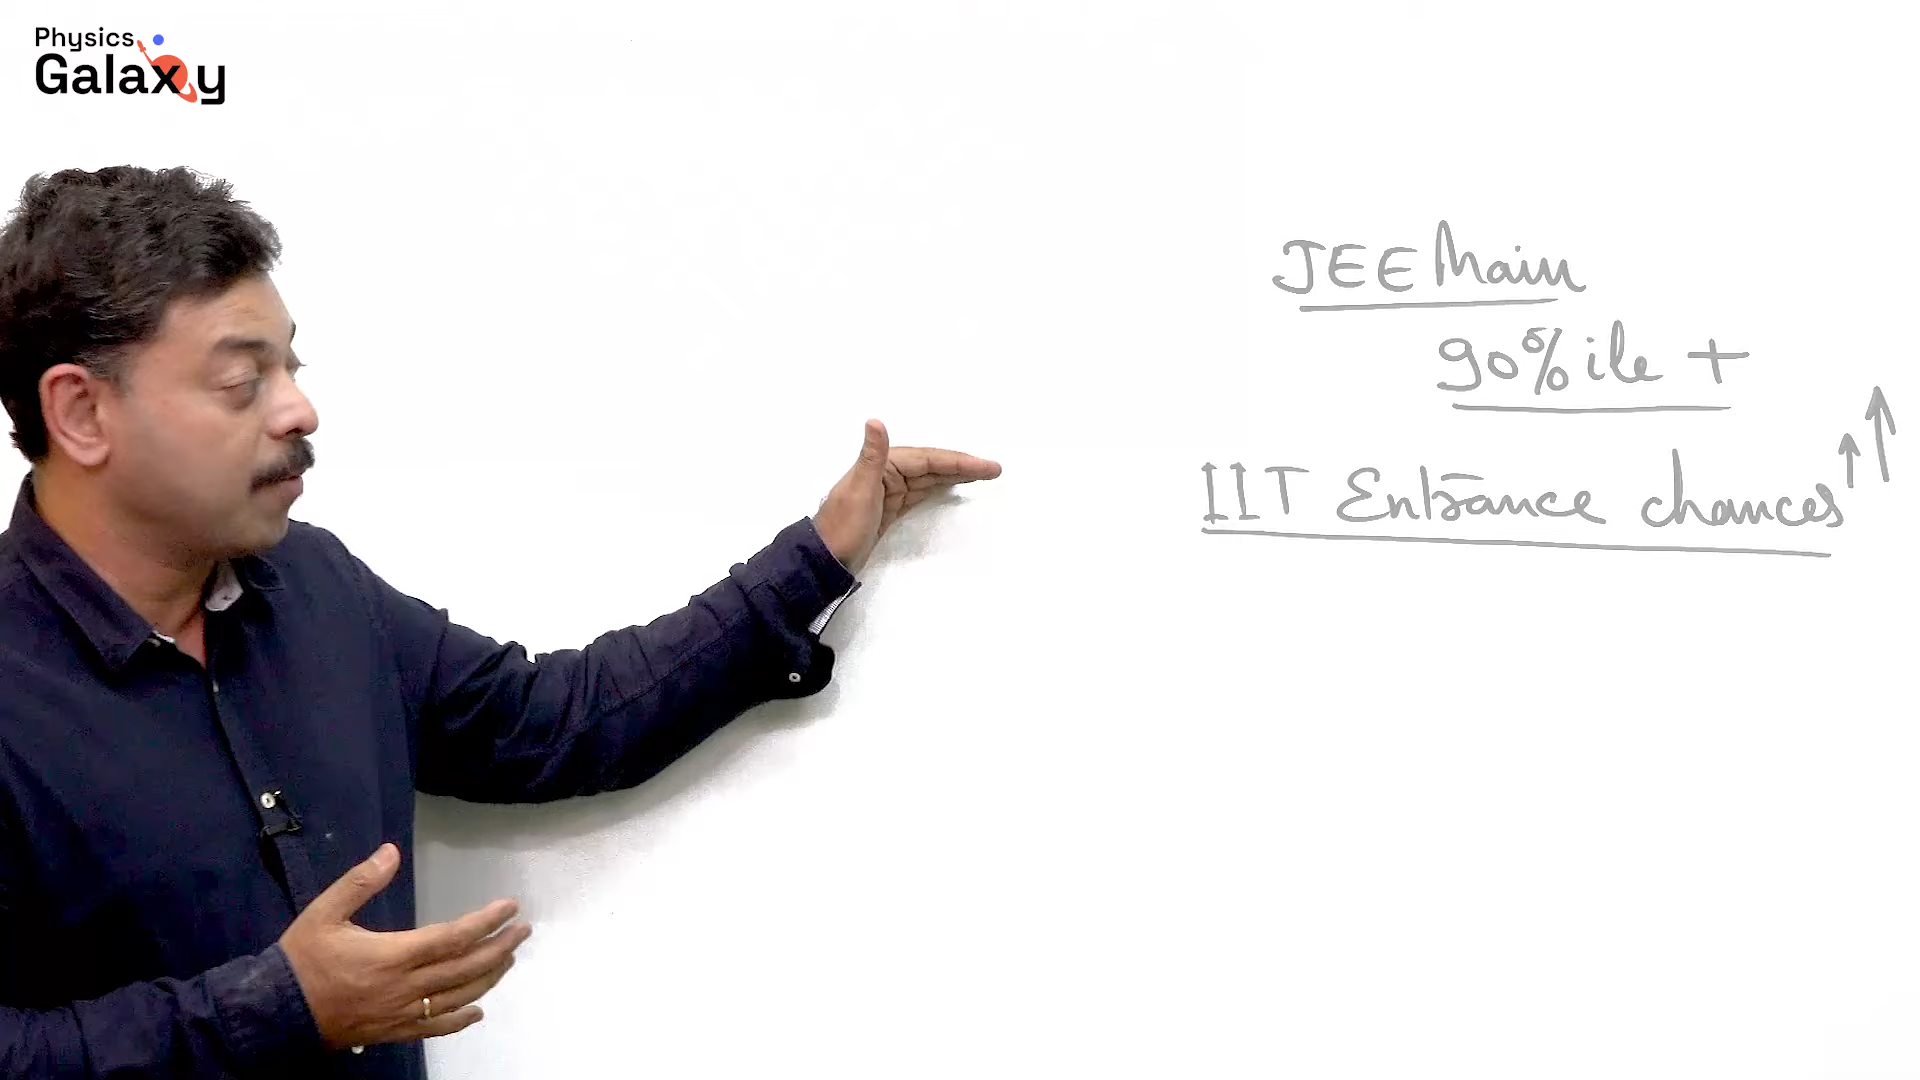 Physics
Galaxy
JEE Main
90%ile +
IIT Entrance chances